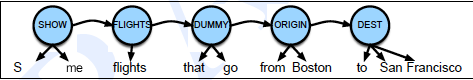 SHOW FLIGHTS DUMMY ORIGIN DEST
S me flights that go from Boston to San Francisco